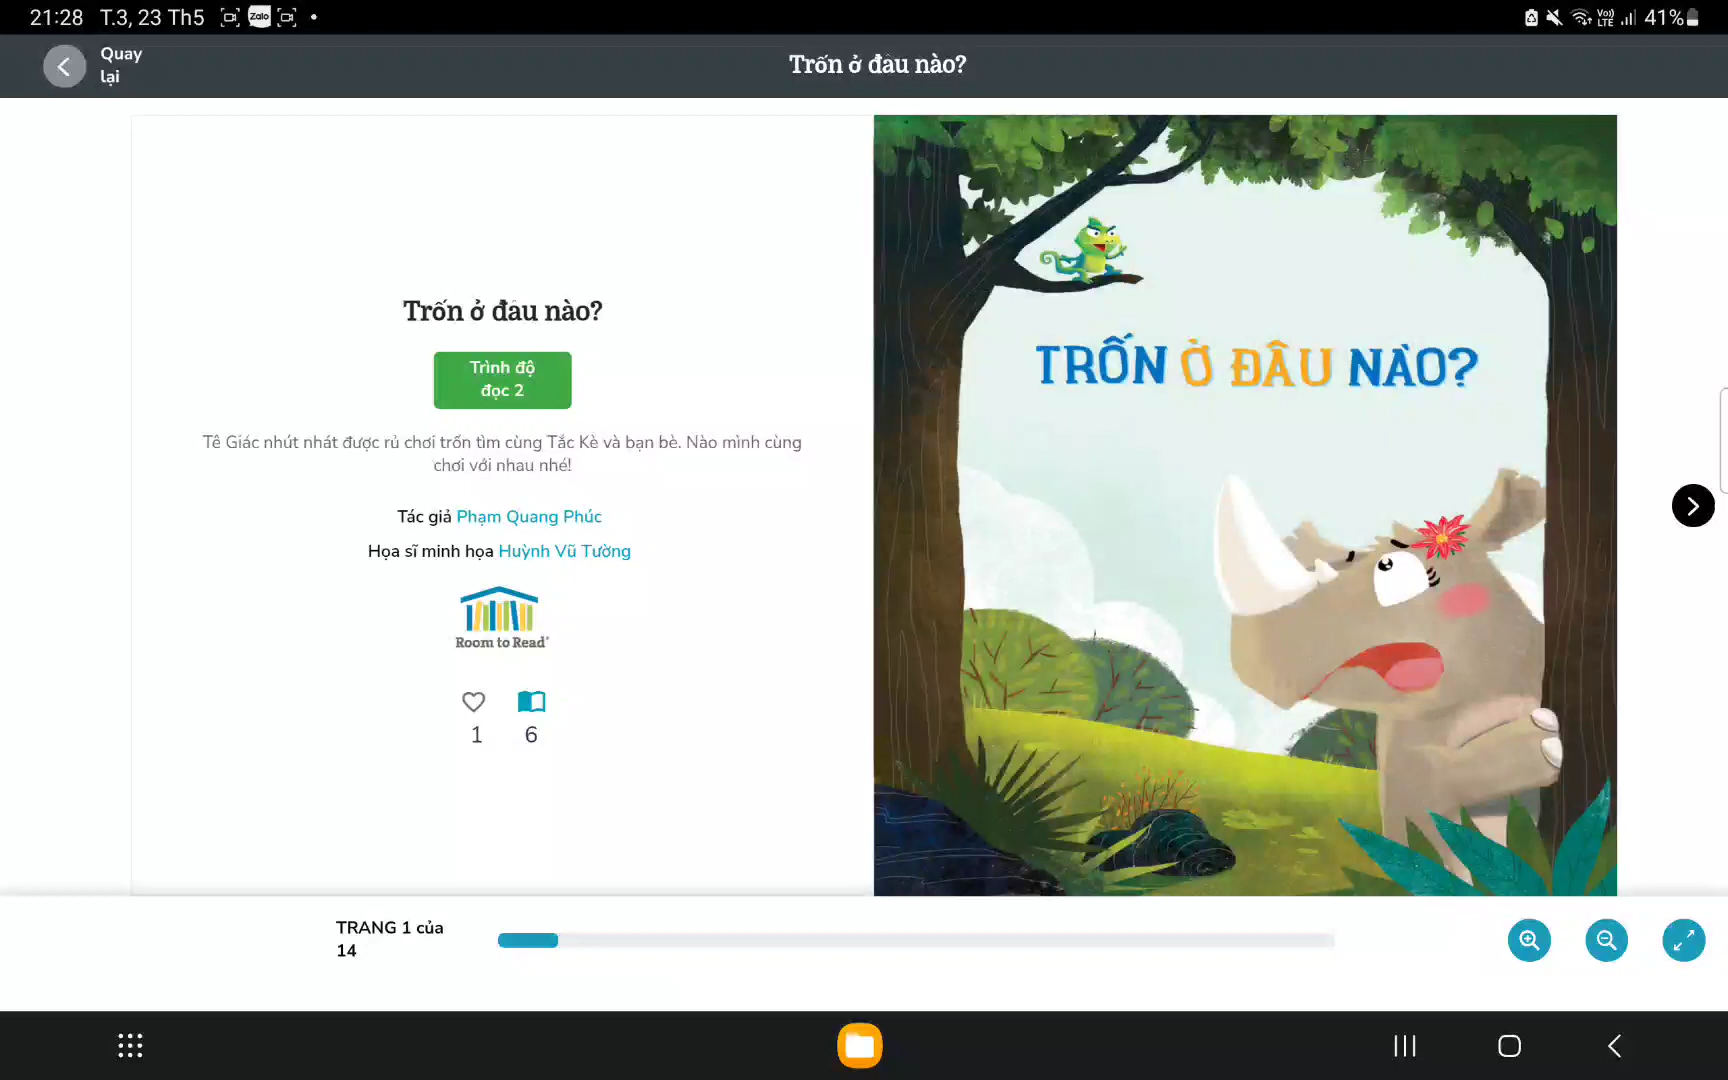 21:28 T.3, 23 Th5 Zalo
Vo)) LTE 41%
Quay
lại
Trốn ở đâu nào?
Trốn ở đâu nào?
Trình độ
đọc 2
Tê Giác nhút nhát được rủ chơi trốn tìm cùng Tắc Kè và bạn bè. Nào mình cùng
chơi với nhau nhé!
Tác giả Phạm Quang Phúc
Họa sĩ minh họa Huỳnh Vũ Tường
Room to Read®
1 6
TRỐN Ở ĐÂU NÀO?
TRANG 1 của
14